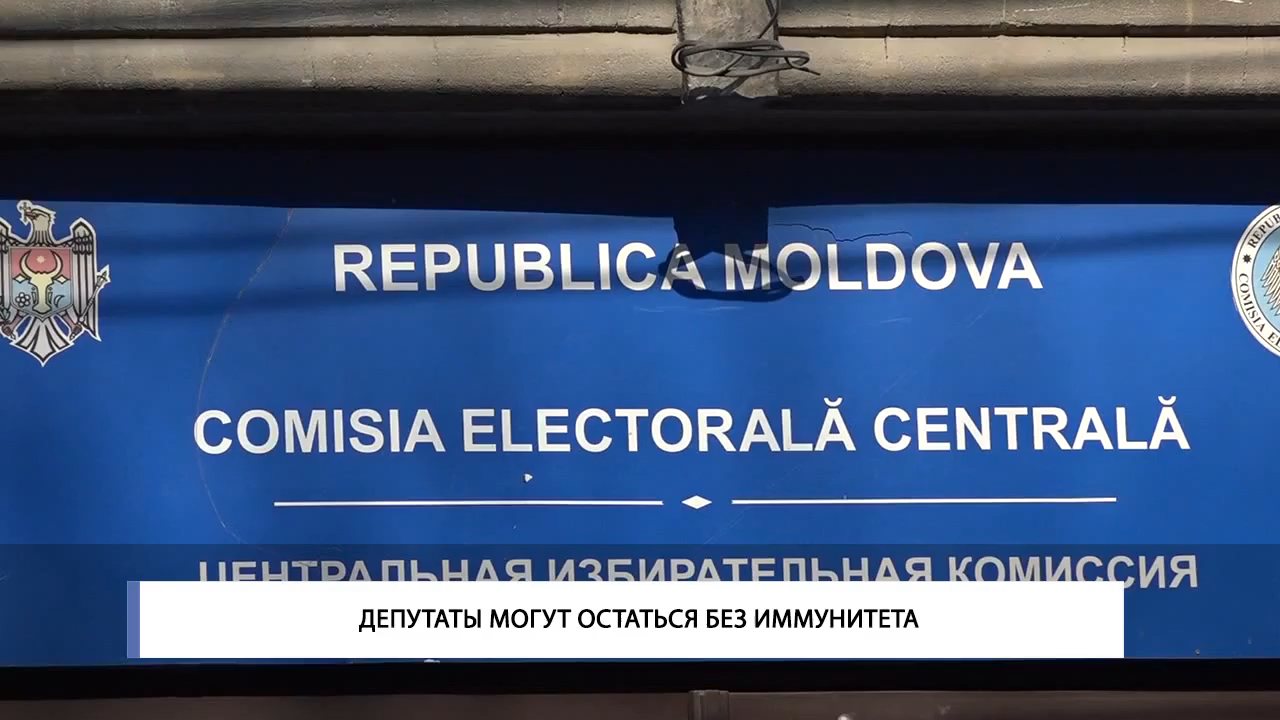 REPUBLICA MOLDOVA
COMISIA ELECTORALĂ CENTRALĂ
ЦЕНТРАЛЬНАЯ ИЗБИРАТЕЛЬНАЯ КОМИССИЯ
ДЕПУТАТЫ МОГУТ ОСТАТЬСЯ БЕЗ ИММУНИТЕТА